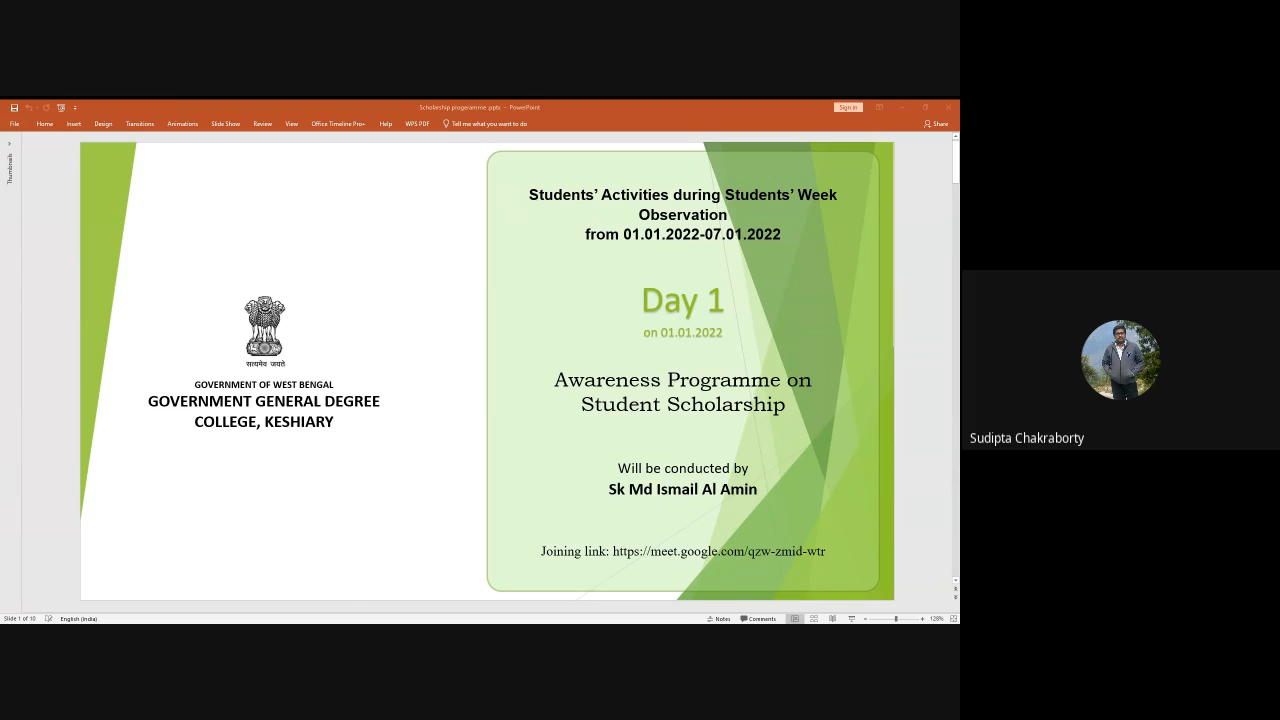 Scholarship programme.pptx - PowerPoint
Sign in
File Home Insert Design Transitions Animations Slide Show Review View Office Timeline Pro+ Help WPS PDF Tell me what you want to do Share
Thumbnails
Students’ Activities during Students’ Week
Observation
from 01.01.2022-07.01.2022
Day 1
on 01.01.2022
Awareness Programme on
Student Scholarship
Will be conducted by
Sk Md Ismail Al Amin
Joining link: https://meet.google.com/qzw-zmid-wtr
सत्यमेव जयते
GOVERNMENT OF WEST BENGAL
GOVERNMENT GENERAL DEGREE
COLLEGE, KESHIARY
Sudipta Chakraborty
Slide 1 of 10 English (India) Notes Comments 128%